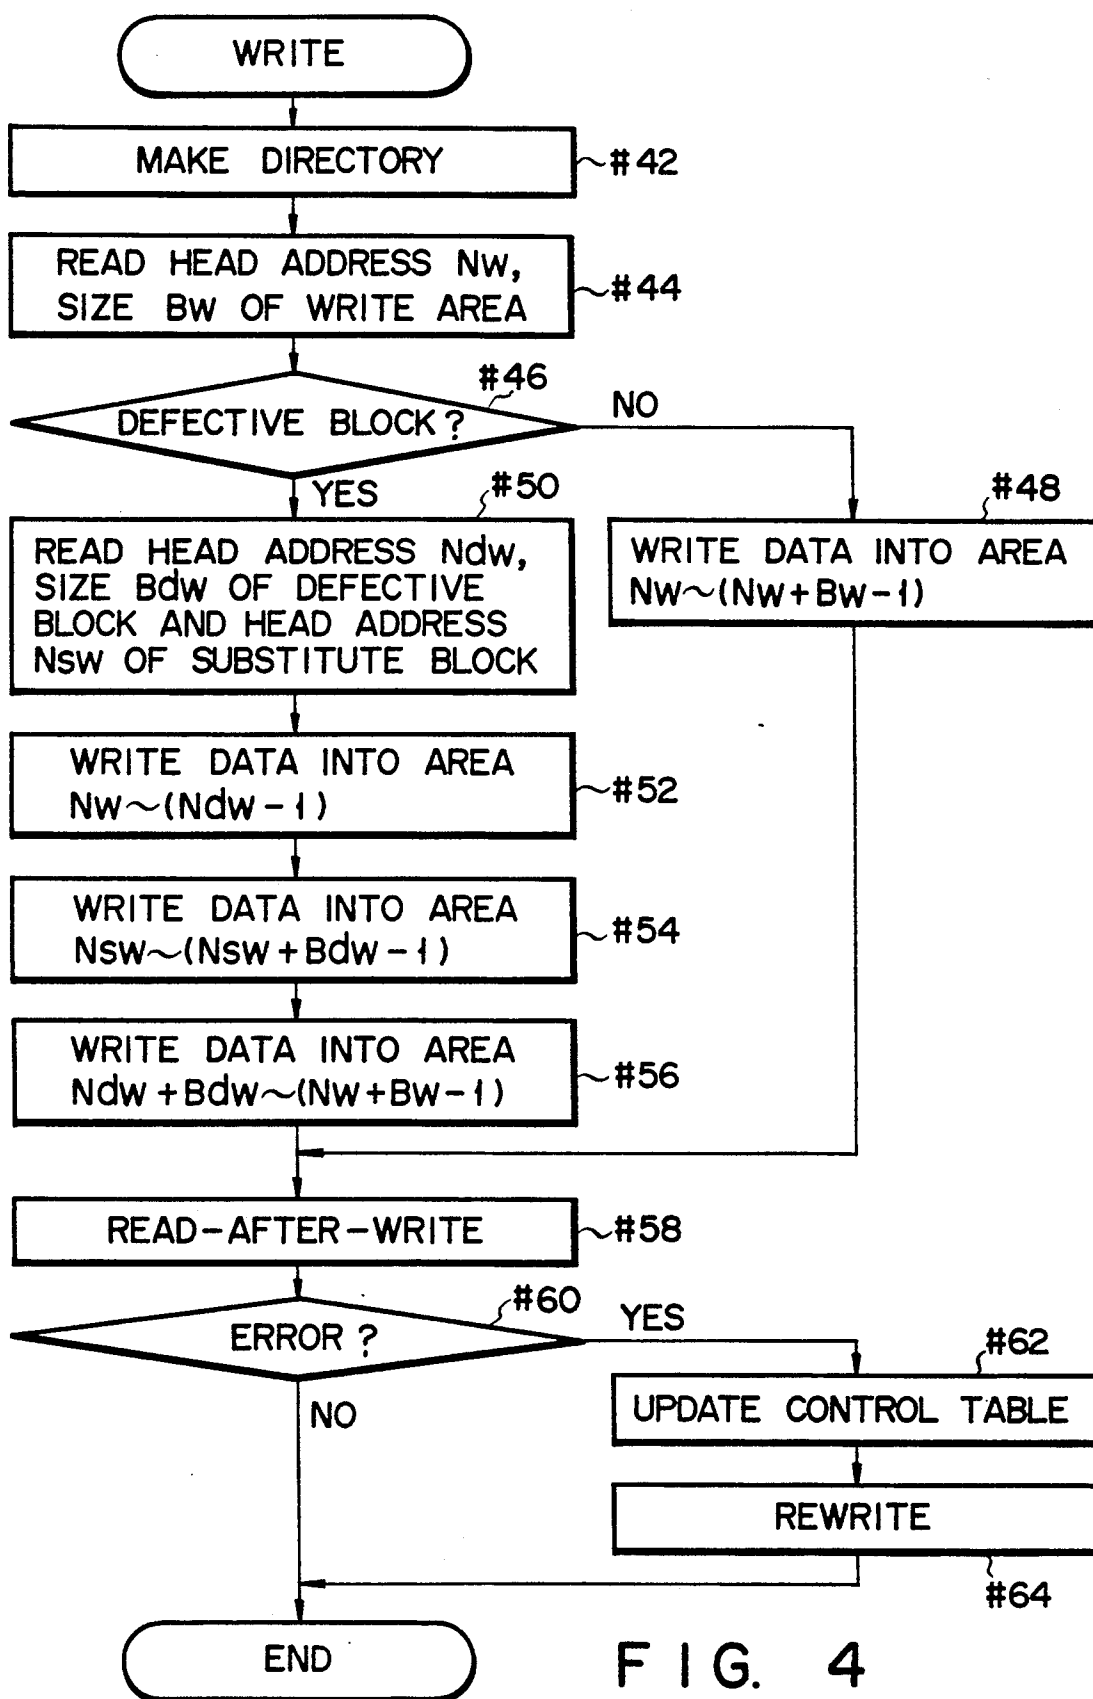 WRITE
MAKE DIRECTORY
#42
READ HEAD ADDRESS Nw,
SIZE Bw OF WRITE AREA
#44
#46
DEFECTIVE BLOCK?
NO
YES
#50
READ HEAD ADDRESS Ndw,
SIZE Bdw OF DEFECTIVE
BLOCK AND HEAD ADDRESS
Nsw OF SUBSTITUTE BLOCK
#48
WRITE DATA INTO AREA
Nw~(Nw+Bw-1)
WRITE DATA INTO AREA
Nw~(Ndw-1)
#52
WRITE DATA INTO AREA
Nsw~(Nsw+Bdw-1)
#54
WRITE DATA INTO AREA
Ndw+Bdw~(Nw+Bw-1)
#56
READ-AFTER-WRITE
#58
#60
ERROR?
YES
NO
#62
UPDATE CONTROL TABLE
REWRITE
#64
END
FIG. 4